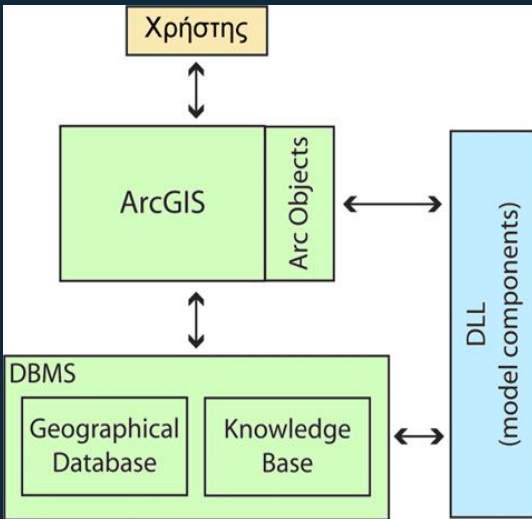 Χρήστης
ArcGIS
Arc Objects
DLL
(model components)
DBMS
Geographical
Database
Knowledge
Base